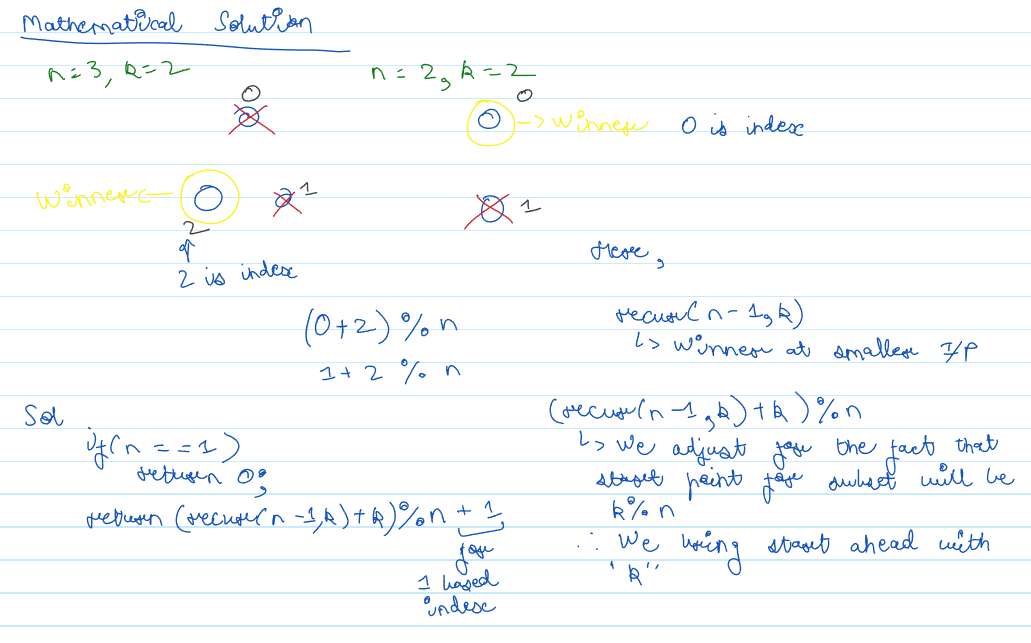 Mathematical Solution
n=3, k=2
n = 2, k = 2
0
0
winner
0 is index
winner
1
2
1
2 is index
Here,
(0+2) % n
recur(n-1, k)
↳ winner at smaller I/P
1+2 % n
Sol
(recur(n-1, k)+k)%n
if(n==1)
↳ We adjust for the fact that
return 0;
start point for subset will be
k%n
return (recur(n-1,k)+k)%n + 1
for
∴ We bring start ahead with
"k"
1 based
index